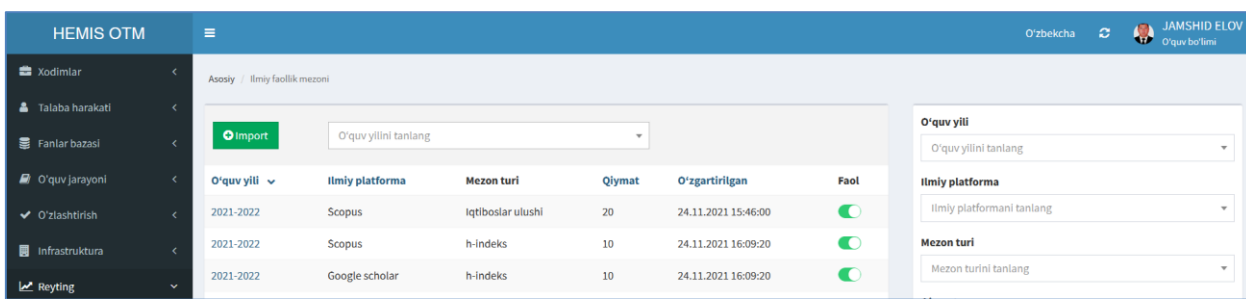 HEMIS OTM
O'zbekcha
JAMSHID ELOV
O'quv bo'limi
Xodimlar
Talaba harakati
Fanlar bazasi
O'quv jarayoni
O'zlashtirish
Infrastruktura
Reyting
Asosiy / Ilmiy faollik mezoni
Import
O'quv yilini tanlang
O'quv yili Ilmiy platforma Mezon turi Qiymat O'zgartirilgan Faol
2021-2022 Scopus Iqtiboslar ulushi 20 24.11.2021 15:46:00
2021-2022 Scopus h-indeks 10 24.11.2021 16:09:20
2021-2022 Google scholar h-indeks 10 24.11.2021 16:09:20
O'quv yili
O'quv yilini tanlang
Ilmiy platforma
Ilmiy platformani tanlang
Mezon turi
Mezon turini tanlang